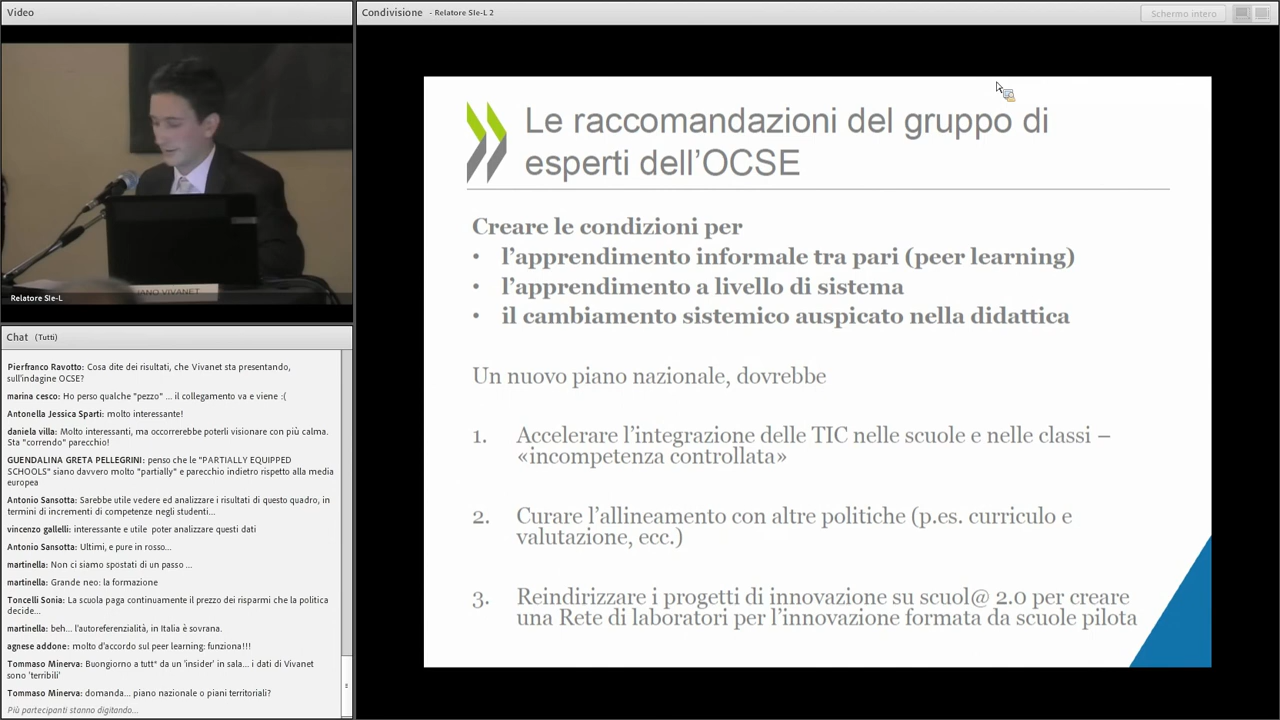 Video
Condivisione - Relatore SIe-L 2
Schermo intero
VIVANET
Relatore SIe-L
Chat (Tutti)
Pierfranco Ravotto: Cosa dite dei risultati, che Vivanet sta presentando,
sull'indagine OCSE?
marina cesco: Ho perso qualche "pezzo" ... il collegamento va e viene :(
Antonella Jessica Sparti: molto interessante!
daniela villa: Molto interessanti, ma occorrerebbe poterli visionare con più calma.
Sta "correndo" parecchio!
GUENDALINA GRETA PELLEGRINI: penso che le "PARTIALLY EQUIPPED
SCHOOLS" siano davvero molto "partially" e parecchio indietro rispetto alla media
europea
Antonio Sansotta: Sarebbe utile vedere ed analizzare i risultati di questo quadro, in
termini di incrementi di competenze negli studenti...
vincenzo gallelli: interessante e utile poter analizzare questi dati
Antonio Sansotta: Ultimi, e pure in rosso...
martinella: Non ci siamo spostati di un passo ...
martinella: Grande neo: la formazione
Toncelli Sonia: La scuola paga continuamente il prezzo dei risparmi che la politica
decide...
martinella: beh... l'autoreferenzialità, in Italia è sovrana.
agnese addone: molto d'accordo sul peer learning: funziona!!!
Tommaso Minerva: Buongiorno a tutt* da un 'insider' in sala... i dati di Vivanet
sono 'terribili'
Tommaso Minerva: domanda... piano nazionale o piani territoriali?
Più partecipanti stanno digitando...
Le raccomandazioni del gruppo di
esperti dell'OCSE
Creare le condizioni per
• l'apprendimento informale tra pari (peer learning)
• l'apprendimento a livello di sistema
• il cambiamento sistemico auspicato nella didattica
Un nuovo piano nazionale, dovrebbe
1. Accelerare l'integrazione delle TIC nelle scuole e nelle classi –
«incompetenza controllata»
2. Curare l'allineamento con altre politiche (p.es. curriculo e
valutazione, ecc.)
3. Reindirizzare i progetti di innovazione su scuol@ 2.0 per creare
una Rete di laboratori per l'innovazione formata da scuole pilota